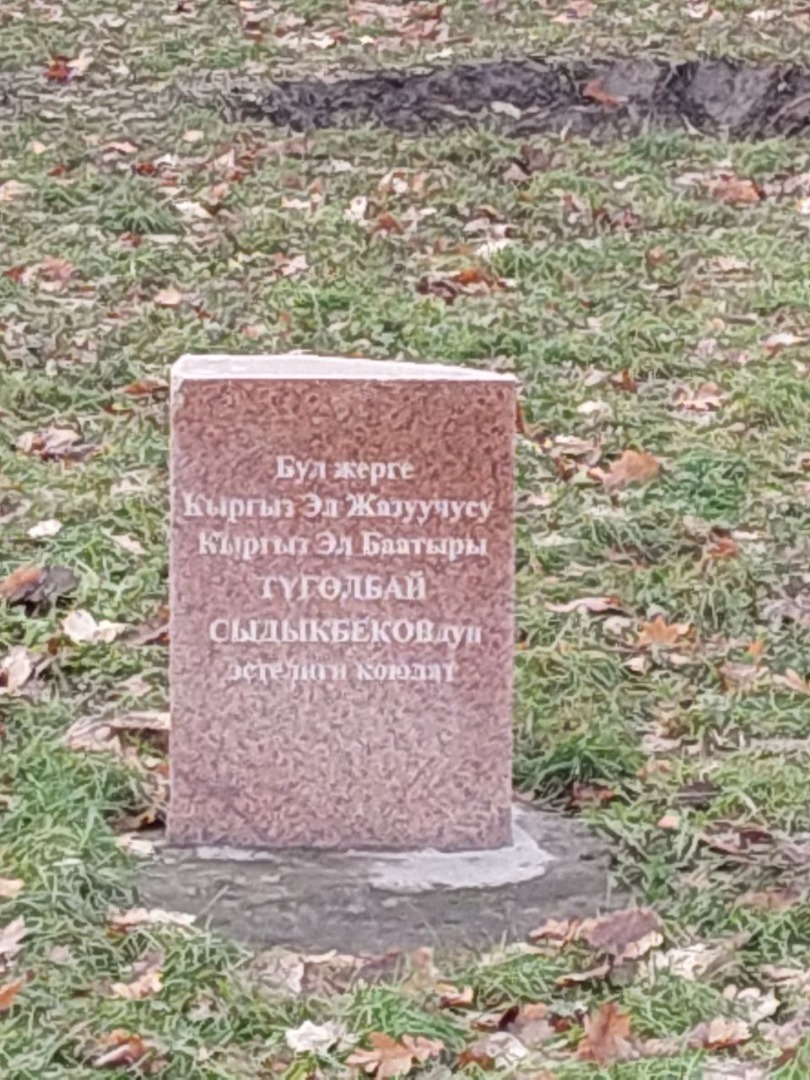 Бул жерге
Кыргыз Эл Жазуучусу
Кыргыз Эл Баатыры
ТҮГӨЛБАЙ
СЫДЫКБЕКОВдун
эстелиги коюлат